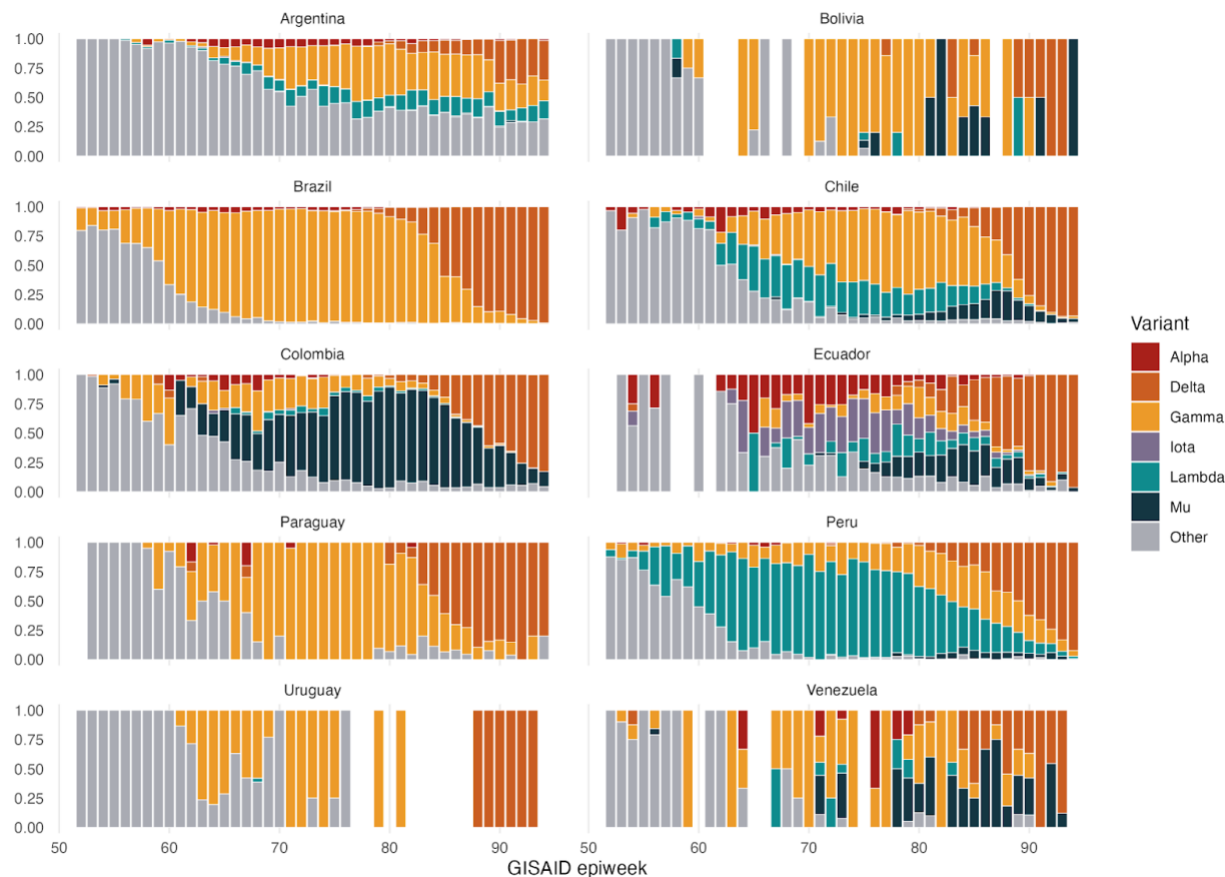 Argentina
Bolivia
1.00
0.75
0.50
0.25
0.00
Brazil
Chile
1.00
0.75
0.50
0.25
0.00
Colombia
Ecuador
1.00
0.75
0.50
0.25
0.00
Paraguay
Peru
1.00
0.75
0.50
0.25
0.00
Uruguay
Venezuela
1.00
0.75
0.50
0.25
0.00
50 60 70 80 90 50 60 70 80 90
GISAID epiweek
Variant
Alpha
Delta
Gamma
Iota
Lambda
Mu
Other